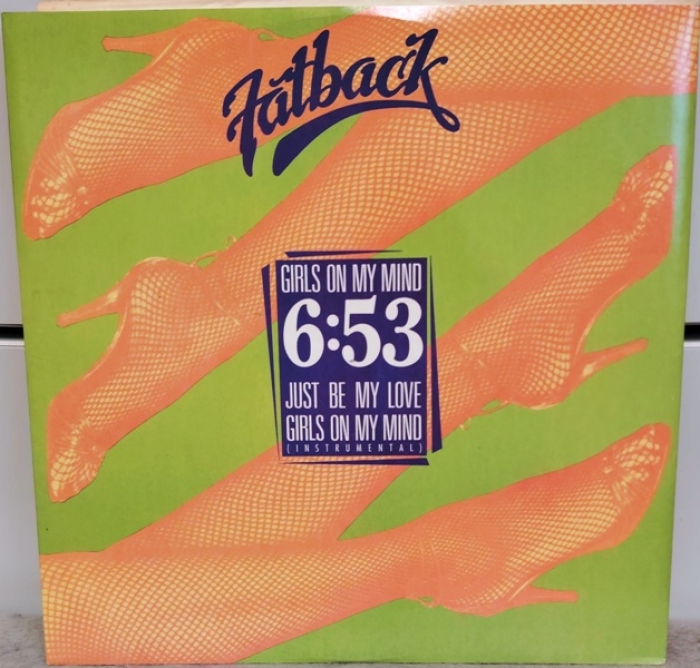 Fatback
GIRLS ON MY MIND
6:53
JUST BE MY LOVE
GIRLS ON MY MIND
(INSTRUMENTAL)